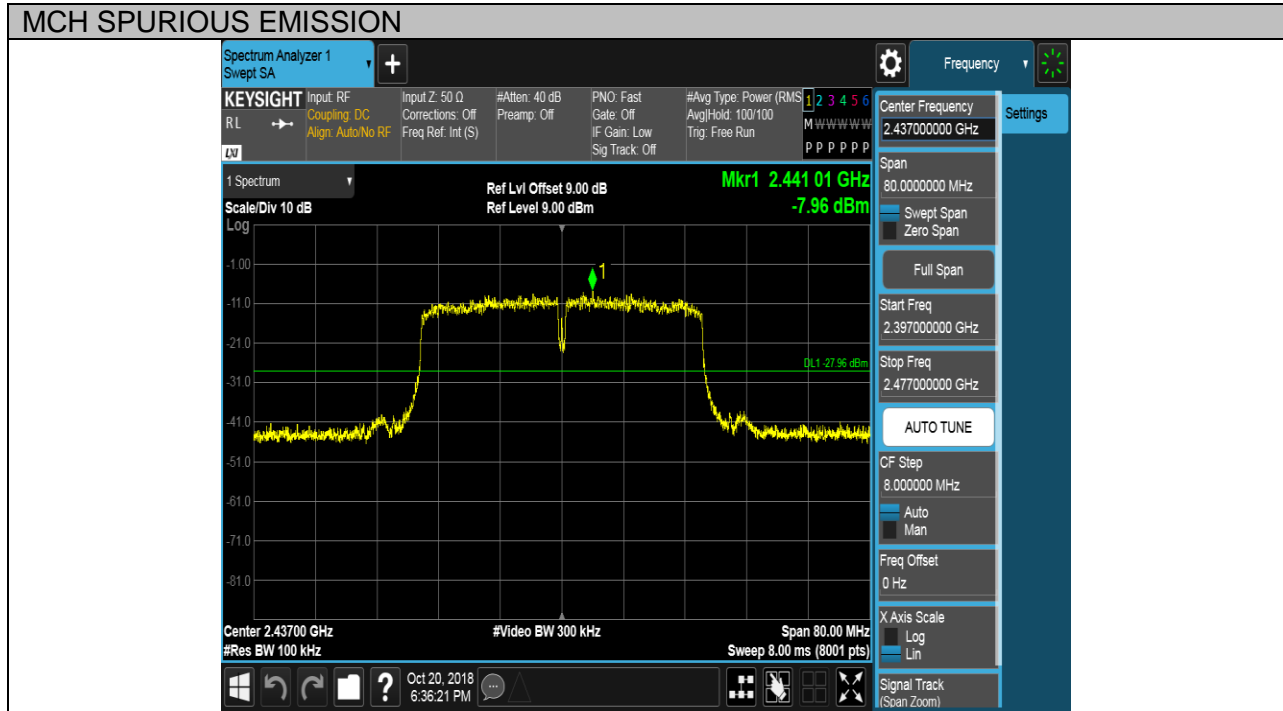 MCH SPURIOUS EMISSION
Spectrum Analyzer 1
Swept SA
+
Frequency
KEYSIGHT
RL
LXI
Input: RF
Coupling: DC
Align: Auto/No RF
Input Z: 50 Ω
Corrections: Off
Freq Ref: Int (S)
#Atten: 40 dB
Preamp: Off
PNO: Fast
Gate: Off
IF Gain: Low
Sig Track: Off
#Avg Type: Power (RMS
Avg|Hold: 100/100
Trig: Free Run
1 2 3 4 5 6
M W W W W W
P P P P P P
1 Spectrum
Scale/Div 10 dB
Ref Lvl Offset 9.00 dB
Ref Level 9.00 dBm
Mkr1 2.441 01 GHz
-7.96 dBm
Log
-1.00
-11.0
-21.0
-31.0
-41.0
-51.0
-61.0
-71.0
-81.0
1
DL1 -27.96 dBm
Center 2.43700 GHz
#Res BW 100 kHz
#Video BW 300 kHz
Span 80.00 MHz
Sweep 8.00 ms (8001 pts)
Center Frequency
2.437000000 GHz
Settings
Span
80.0000000 MHz
Swept Span
Zero Span
Full Span
Start Freq
2.397000000 GHz
Stop Freq
2.477000000 GHz
AUTO TUNE
CF Step
8.000000 MHz
Auto
Man
Freq Offset
0 Hz
X Axis Scale
Log
Lin
Signal Track
(Span Zoom)
?
Oct 20, 2018
6:36:21 PM